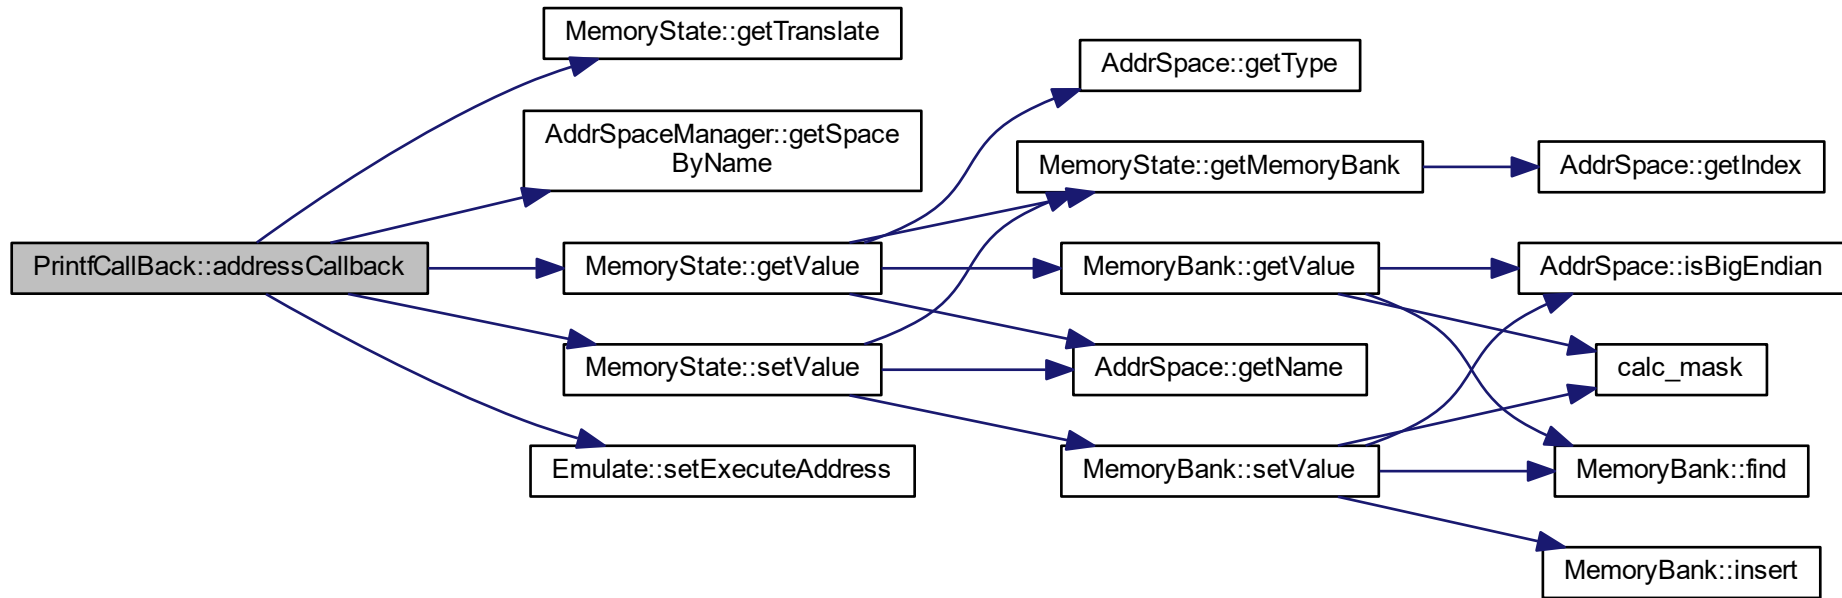 MemoryState::getTranslate
AddrSpaceManager::getSpace
ByName
PrintfCallBack::addressCallback
MemoryState::getValue
MemoryState::setValue
Emulate::setExecuteAddress
AddrSpace::getType
MemoryState::getMemoryBank
MemoryBank::getValue
AddrSpace::getName
MemoryBank::setValue
AddrSpace::getIndex
AddrSpace::isBigEndian
calc_mask
MemoryBank::find
MemoryBank::insert